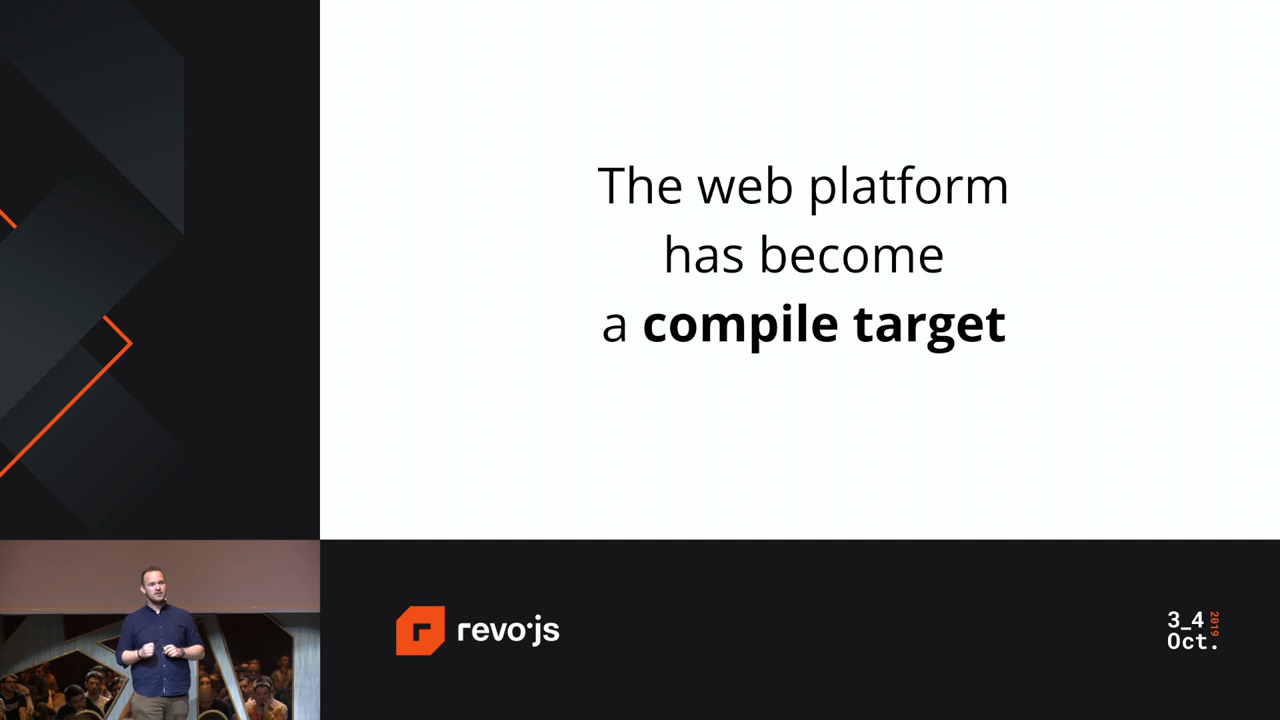 The web platform
has become
a compile target
revo·js
3_4
Oct.
2019